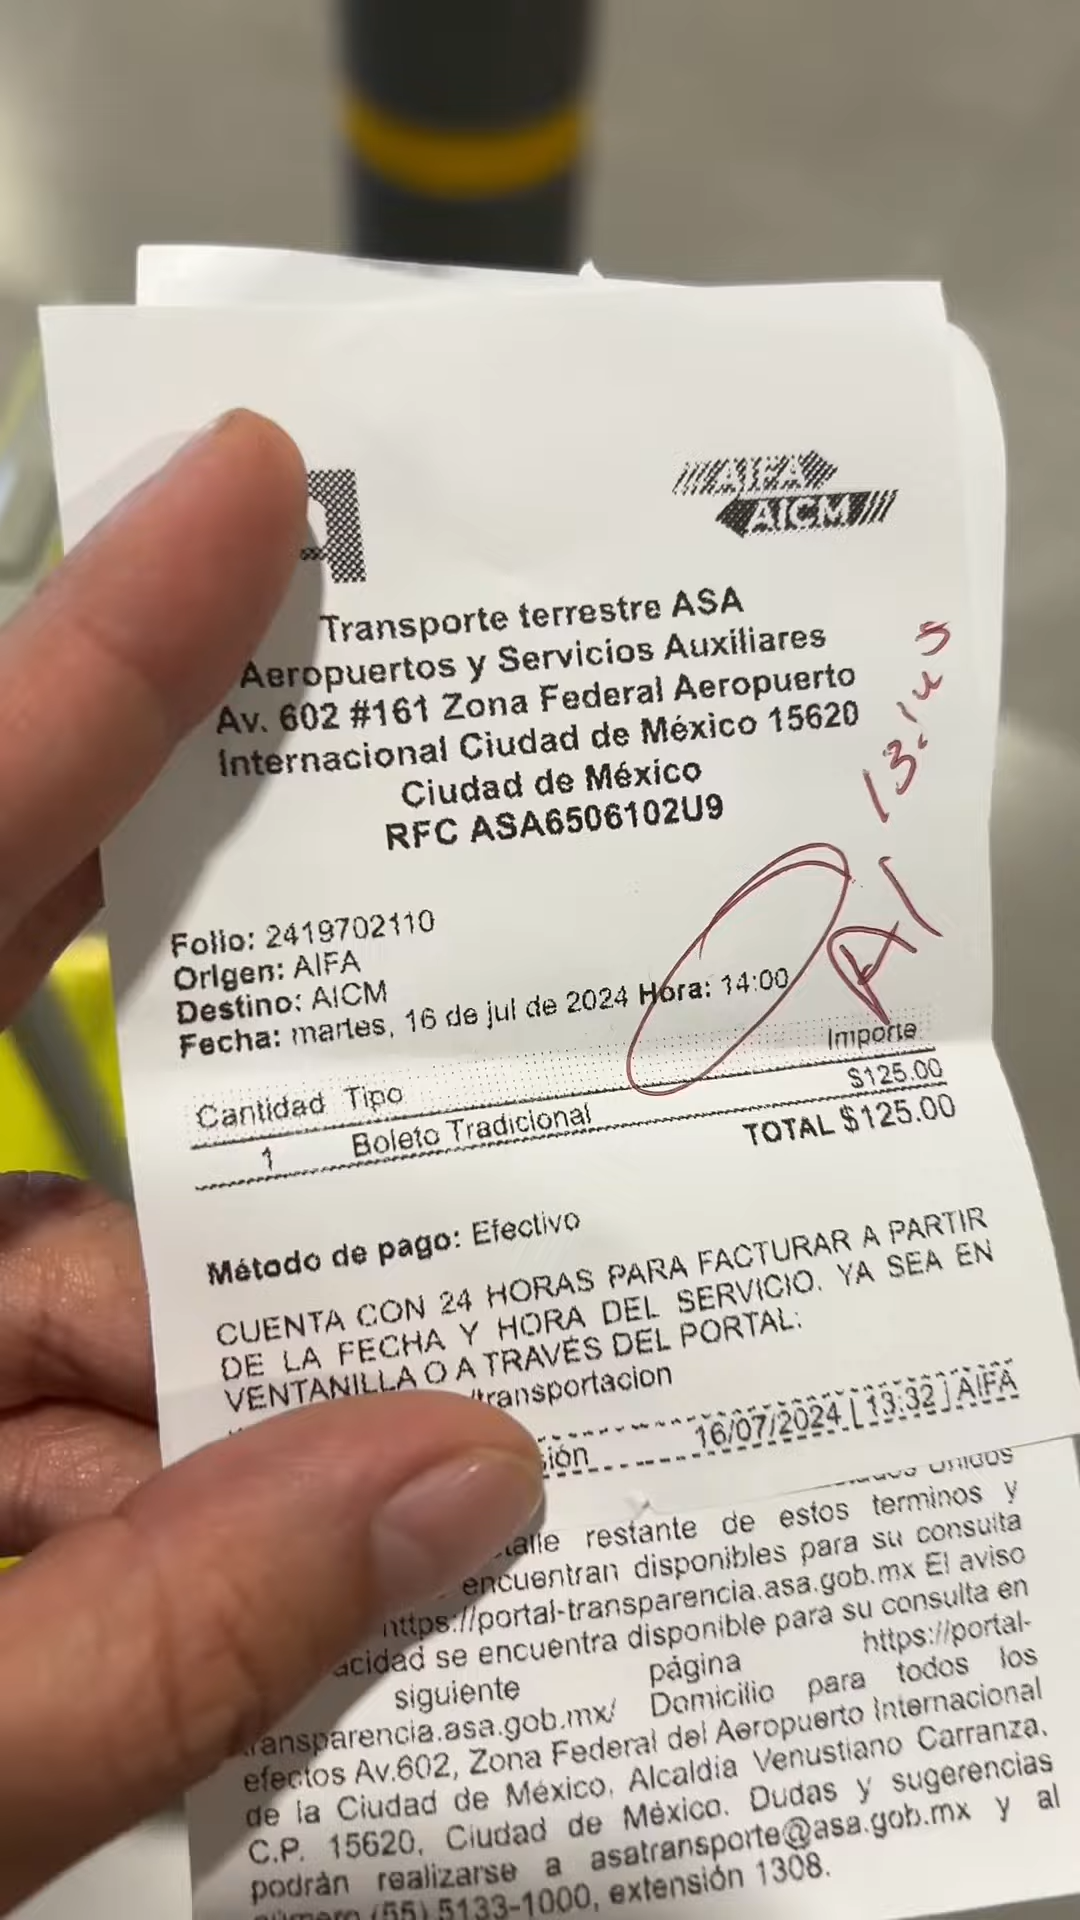 AIFA
AICM
Transporte terrestre ASA
Aeropuertos y Servicios Auxiliares
Av. 602 #161 Zona Federal Aeropuerto
Internacional Ciudad de México 15620
Ciudad de México
RFC ASA6506102U9
Folio: 2419702110
Origen: AIFA
Destino: AICM
Fecha: martes, 16 de jul de 2024 Hora: 14:00
Cantidad Tipo Importe
1 Boleto Tradicional $125.00
TOTAL $125.00
Método de pago: Efectivo
CUENTA CON 24 HORAS PARA FACTURAR A PARTIR
DE LA FECHA Y HORA DEL SERVICIO. YA SEA EN
VENTANILLA O A TRAVÉS DEL PORTAL:
/transportacion
16/07/2024 [ 13:32 ] AIFA
Unidos
restante de estos terminos y
encuentran disponibles para su consulta
https://portal-transparencia.asa.gob.mx El aviso
se encuentra disponible para su consulta en
siguiente página https://portal-
transparencia.asa.gob.mx/ Domicilio para todos los
efectos Av.602, Zona Federal del Aeropuerto Internacional
de la Ciudad de México, Alcaldía Venustiano Carranza,
C.P. 15620, Ciudad de México. Dudas y sugerencias
podrán realizarse a asatransporte@asa.gob.mx y al
número (55) 5133-1000, extensión 1308.